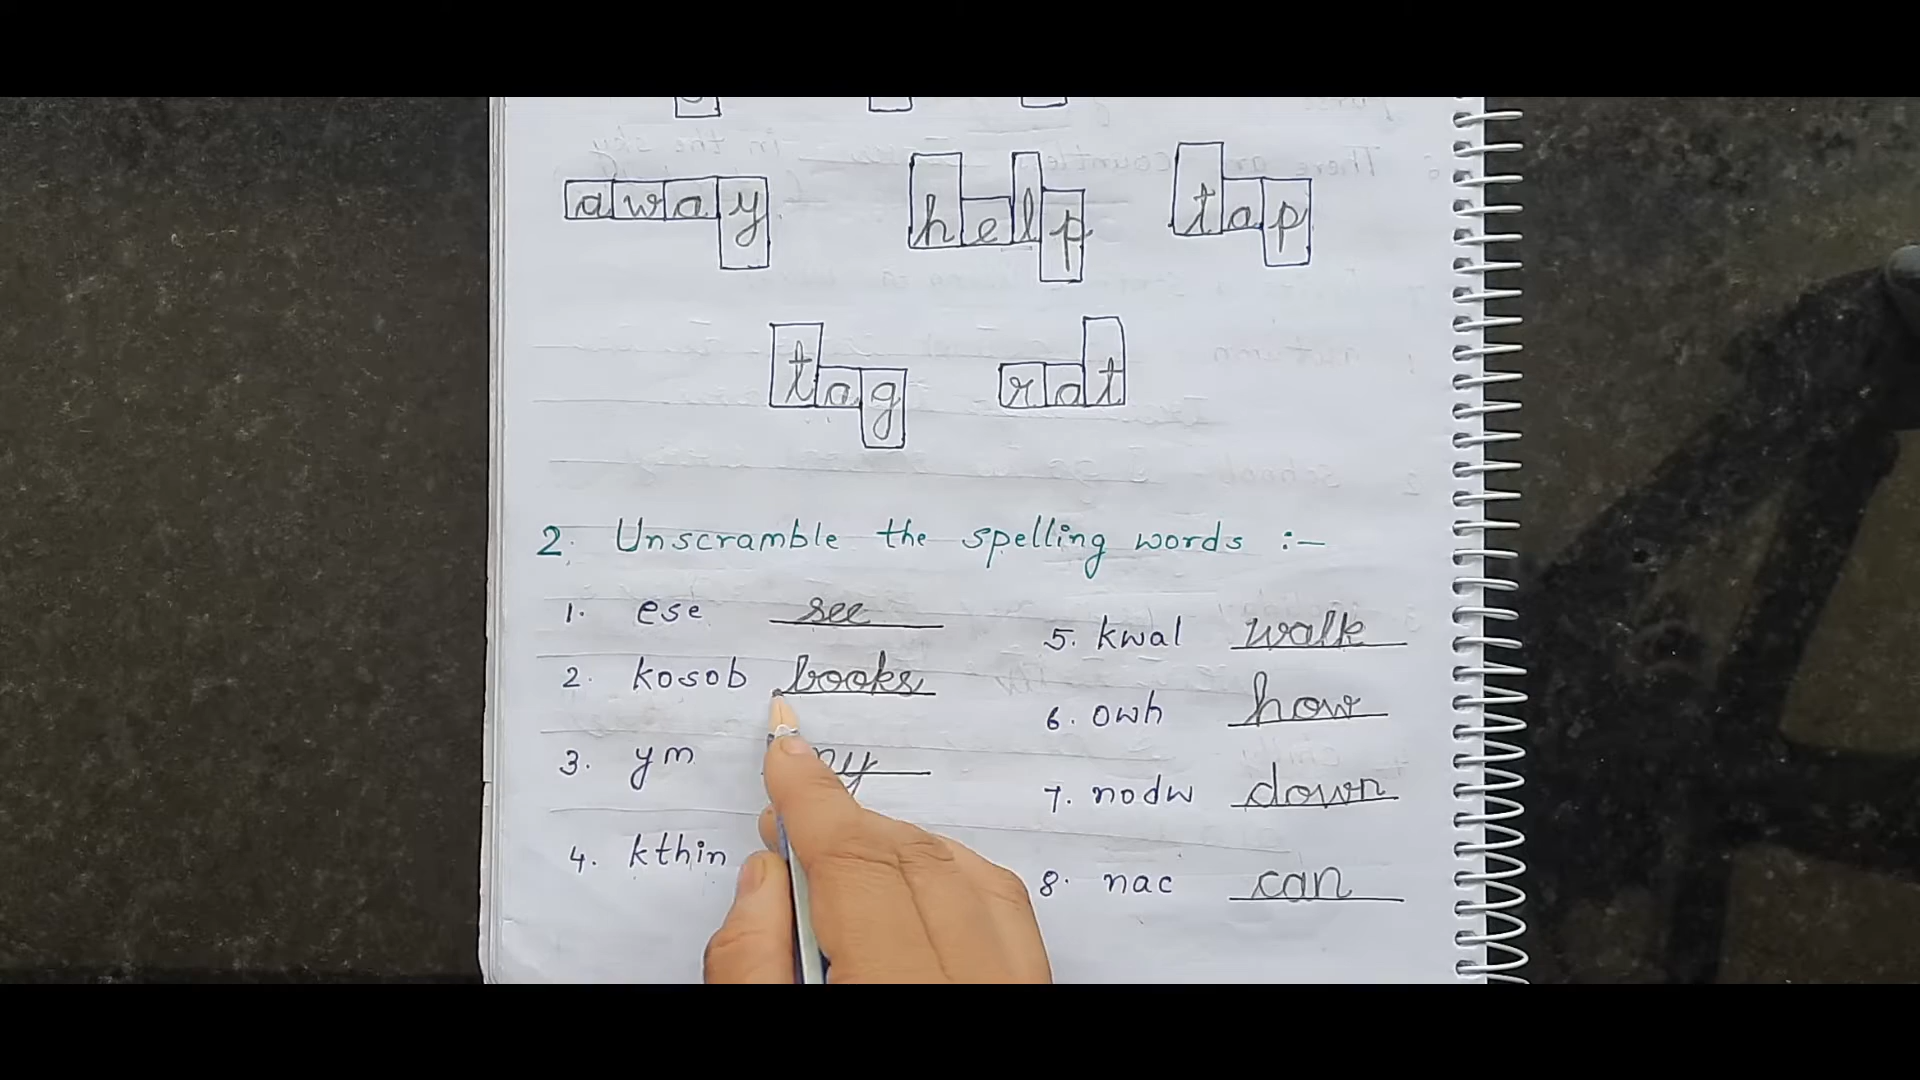 away help tap
tag rat
2. Unscramble the spelling words :-
1. ese see
2. kosob books
3. ym my
4. kthin
5. kwal walk
6. owh how
7. nodw down
8. nac can